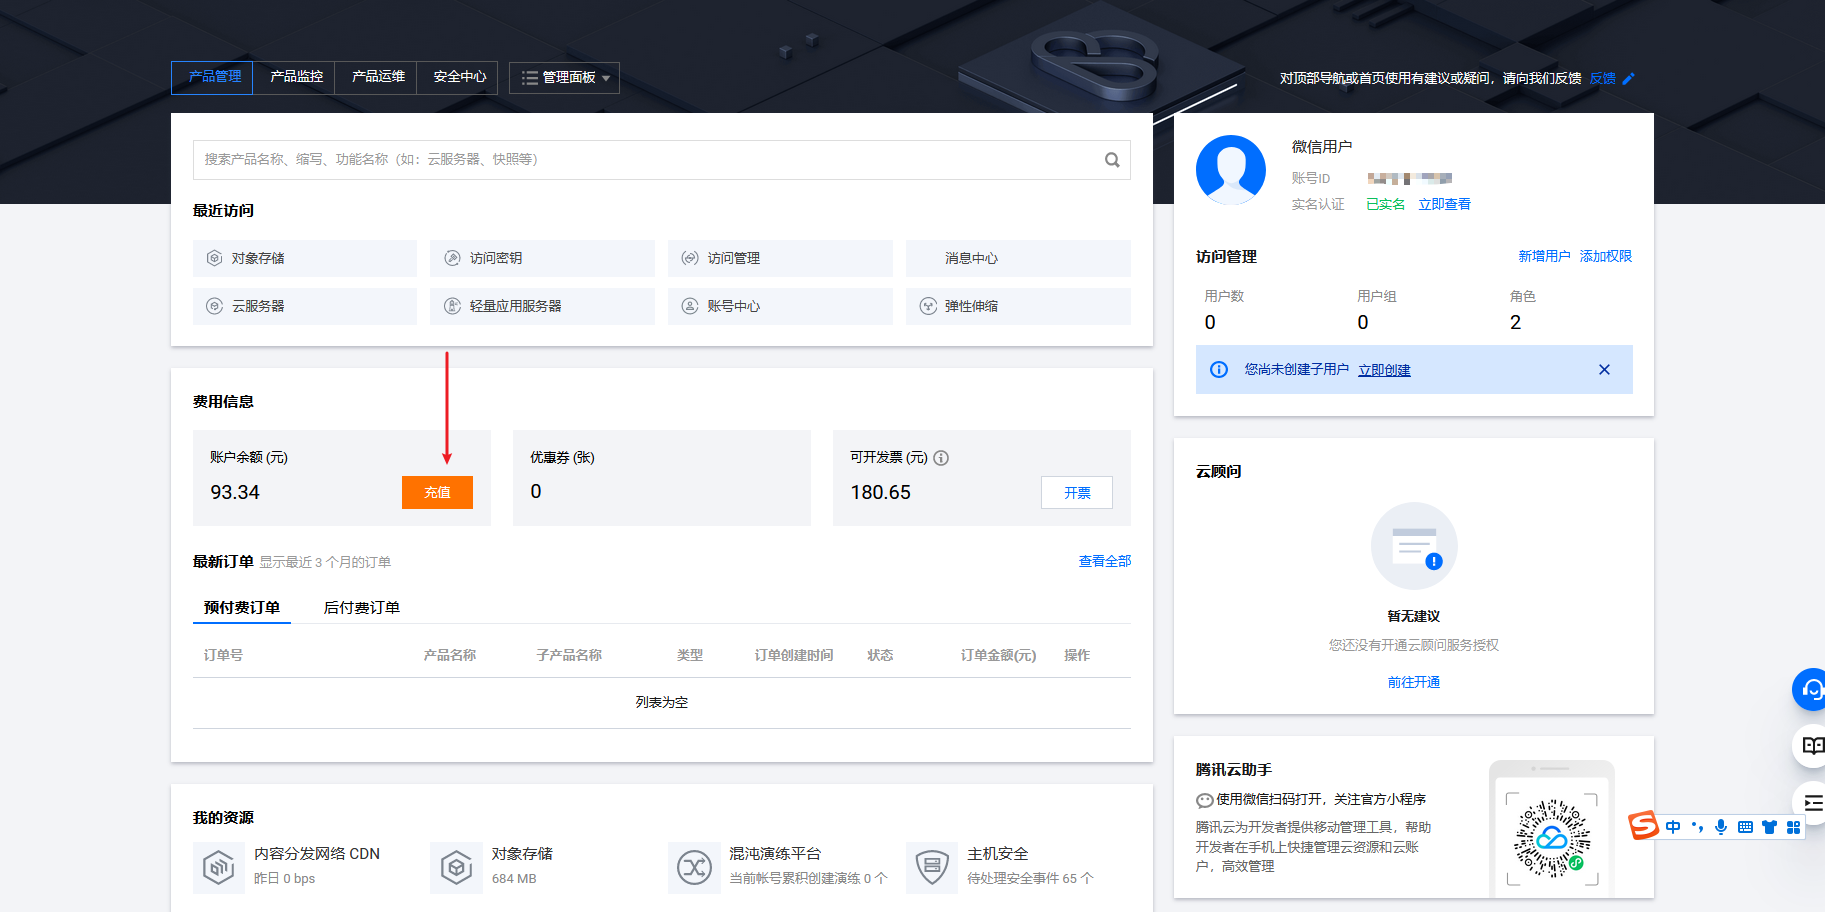 产品管理 产品监控 产品运维 安全中心 管理面板
对顶部导航或首页使用有建议或疑问，请向我们反馈 反馈
搜索产品名称、缩写、功能名称（如：云服务器、快照等）
最近访问
对象存储 访问密钥 访问管理 消息中心
云服务器 轻量应用服务器 账号中心 弹性伸缩
费用信息
账户余额 (元)
93.34
充值
优惠券 (张)
0
可开发票 (元)
180.65
开票
最新订单 显示最近 3 个月的订单
查看全部
预付费订单 后付费订单
订单号 产品名称 子产品名称 类型 订单创建时间 状态 订单金额(元) 操作
列表为空
我的资源
内容分发网络 CDN
昨日 0 bps
对象存储
684 MB
混沌演练平台
当前帐号累积创建演练 0 个
主机安全
待处理安全事件 65 个
微信用户
账号ID
实名认证 已实名 立即查看
访问管理
新增用户 添加权限
用户数 用户组 角色
0 0 2
您尚未创建子用户 立即创建
云顾问
暂无建议
您还没有开通云顾问服务授权
前往开通
腾讯云助手
使用微信扫码打开，关注官方小程序
腾讯云为开发者提供移动管理工具，帮助
开发者在手机上快捷管理云资源和云账
户，高效管理
S 中